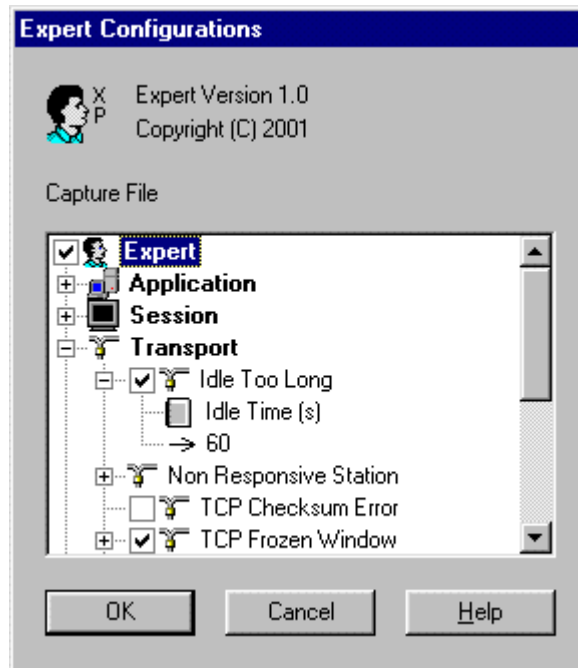 Expert Configurations
X
P
Expert Version 1.0
Copyright (C) 2001
Capture File
Expert
Application
Session
Transport
Idle Too Long
Idle Time (s)
60
Non Responsive Station
TCP Checksum Error
TCP Frozen Window
OK Cancel Help